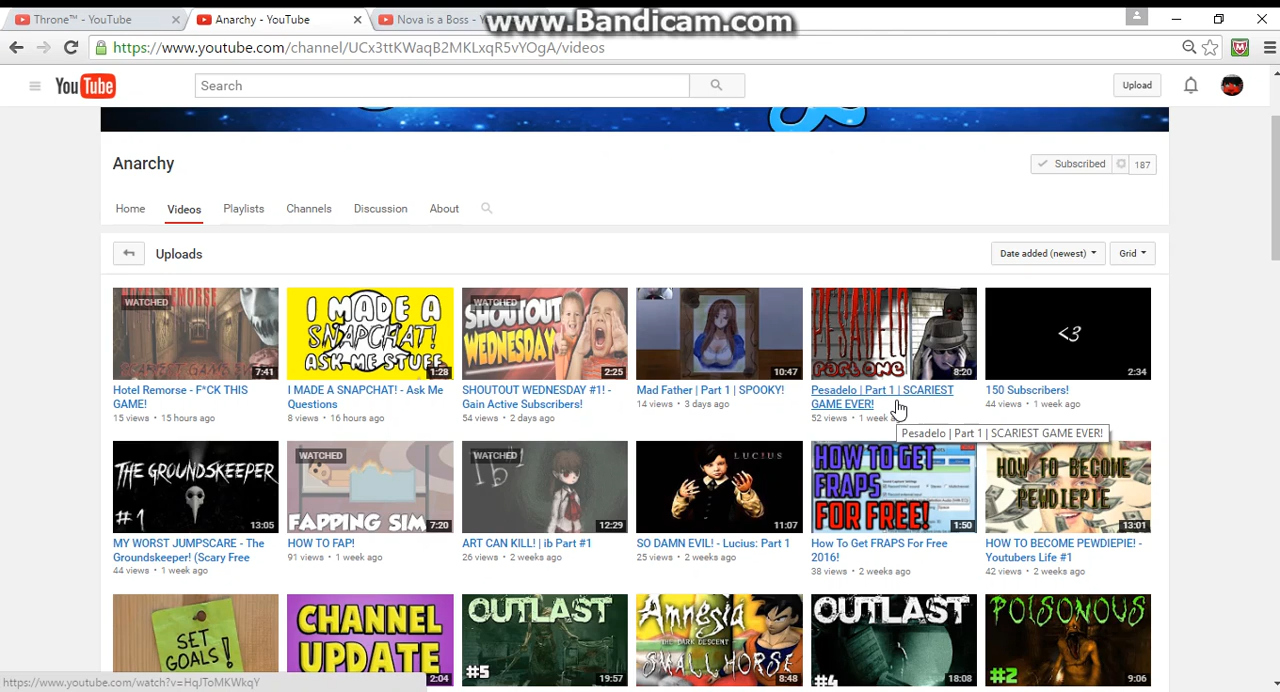 Throne™ - YouTube
Anarchy - YouTube
Nova is a Boss - Y
www.Bandicam.com
https://www.youtube.com/channel/UCx3ttKWaqB2MKLxqR5vYOgA/videos
YouTube
Search
Upload
Anarchy
Subscribed
187
Home
Videos
Playlists
Channels
Discussion
About
Uploads
Date added (newest)
Grid
WATCHED
HOTEL REMORSE
7:41
I MADE A
SNAPCHAT!
ASK ME STUFF
1:28
WATCHED
SHOUTOUT
WEDNESDAY
#1!
2:25
10:47
PESADELO
PART ONE
8:20
<3
2:34
Hotel Remorse - F*CK THIS
GAME!
15 views • 15 hours ago
I MADE A SNAPCHAT! - Ask Me
Questions
8 views • 16 hours ago
SHOUTOUT WEDNESDAY #1! -
Gain Active Subscribers!
54 views • 2 days ago
Mad Father | Part 1 | SPOOKY!
14 views • 3 days ago
Pesadelo | Part 1 | SCARIEST
GAME EVER!
52 views • 1 week a
150 Subscribers!
44 views • 1 week ago
Pesadelo | Part 1 | SCARIEST GAME EVER!
THE GROUNDSKEEPER
#1
13:05
WATCHED
FAPPING SIM
7:20
WATCHED
ib
12:29
LUCIUS
11:07
HOW TO GET
FRAPS
FOR FREE!
1:50
HOW TO BECOME
PEWDIEPIE
13:01
MY WORST JUMPSCARE - The
Groundskeeper! (Scary Free
44 views • 1 week ago
HOW TO FAP!
91 views • 1 week ago
ART CAN KILL! | ib Part #1
26 views • 2 weeks ago
SO DAMN EVIL! - Lucius: Part 1
25 views • 2 weeks ago
How To Get FRAPS For Free
2016!
38 views • 2 weeks ago
HOW TO BECOME PEWDIEPIE! -
Youtubers Life #1
42 views • 2 weeks ago
SET
GOALS!
CHANNEL
UPDATE
2:04
OUTLAST
#5
19:57
Amnesia
THE DARK DESCENT
SMALL HORSE
8:48
OUTLAST
#4
18:08
POISONOUS
#2
9:06
https://www.youtube.com/watch?v=HqJToMKWkqY